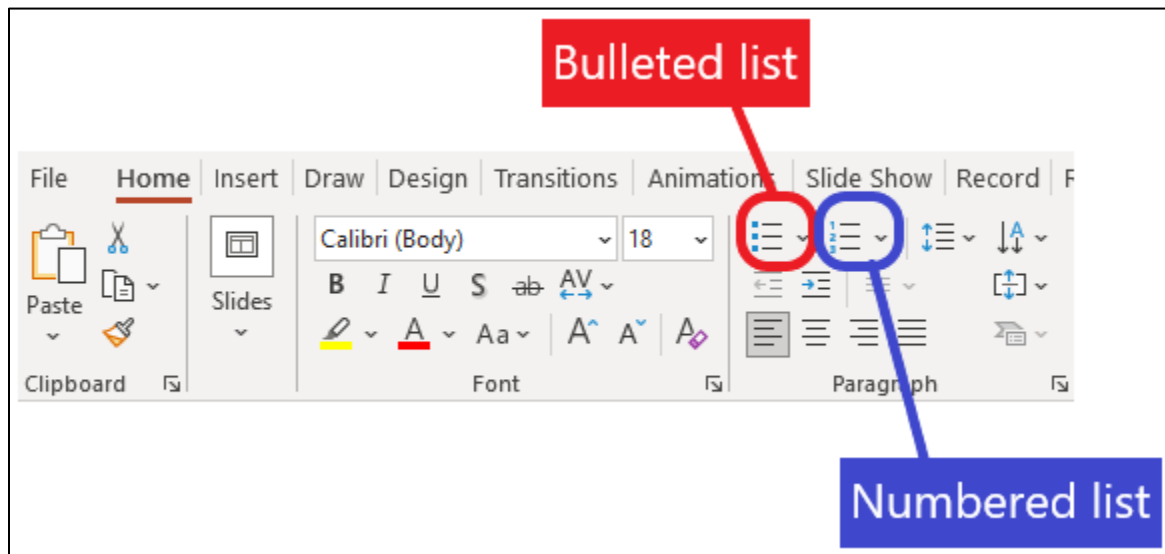 Bulleted list
File Home Insert Draw Design Transitions Animations Slide Show Record
Calibri (Body) 18
B I U S ab AV
Paste
Slides
A Aa A A A
Clipboard Font Paragraph
Numbered list